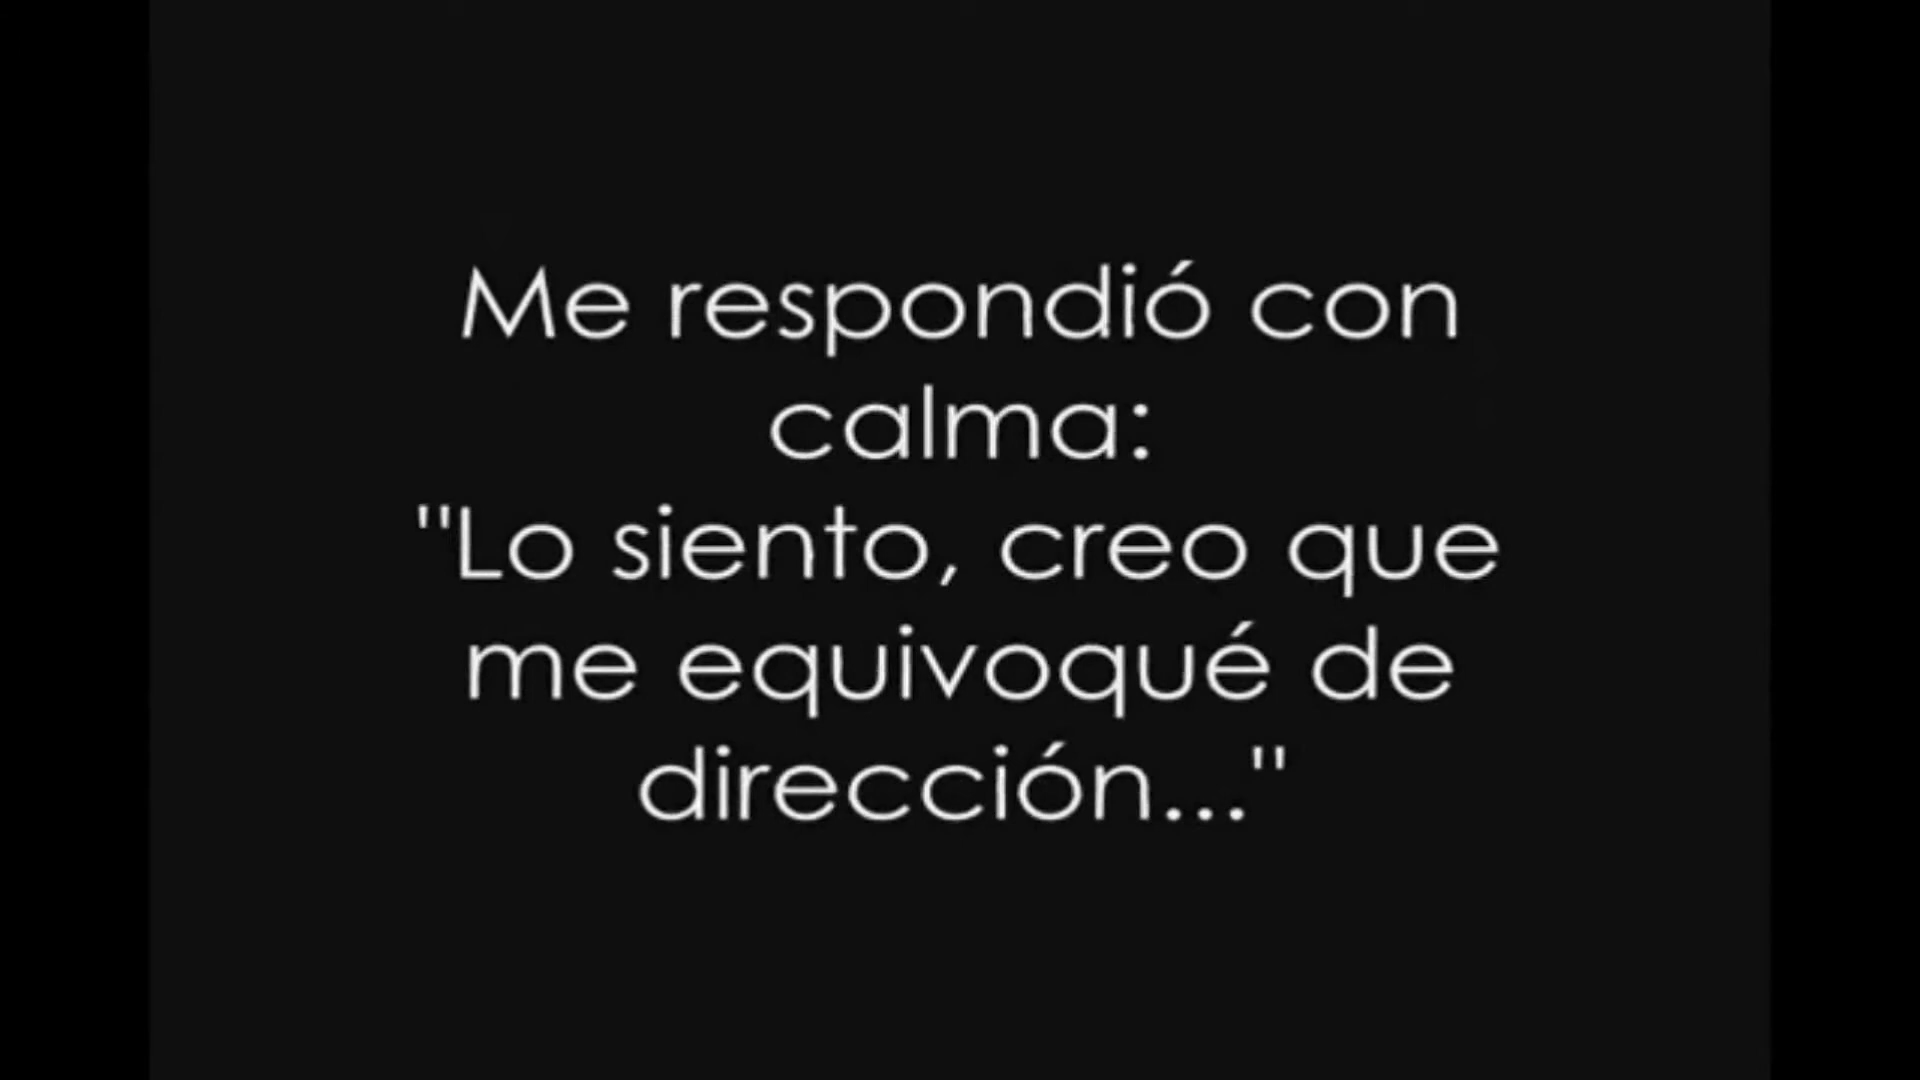 Me respondió con
calma:
"Lo siento, creo que
me equivoqué de
dirección..."